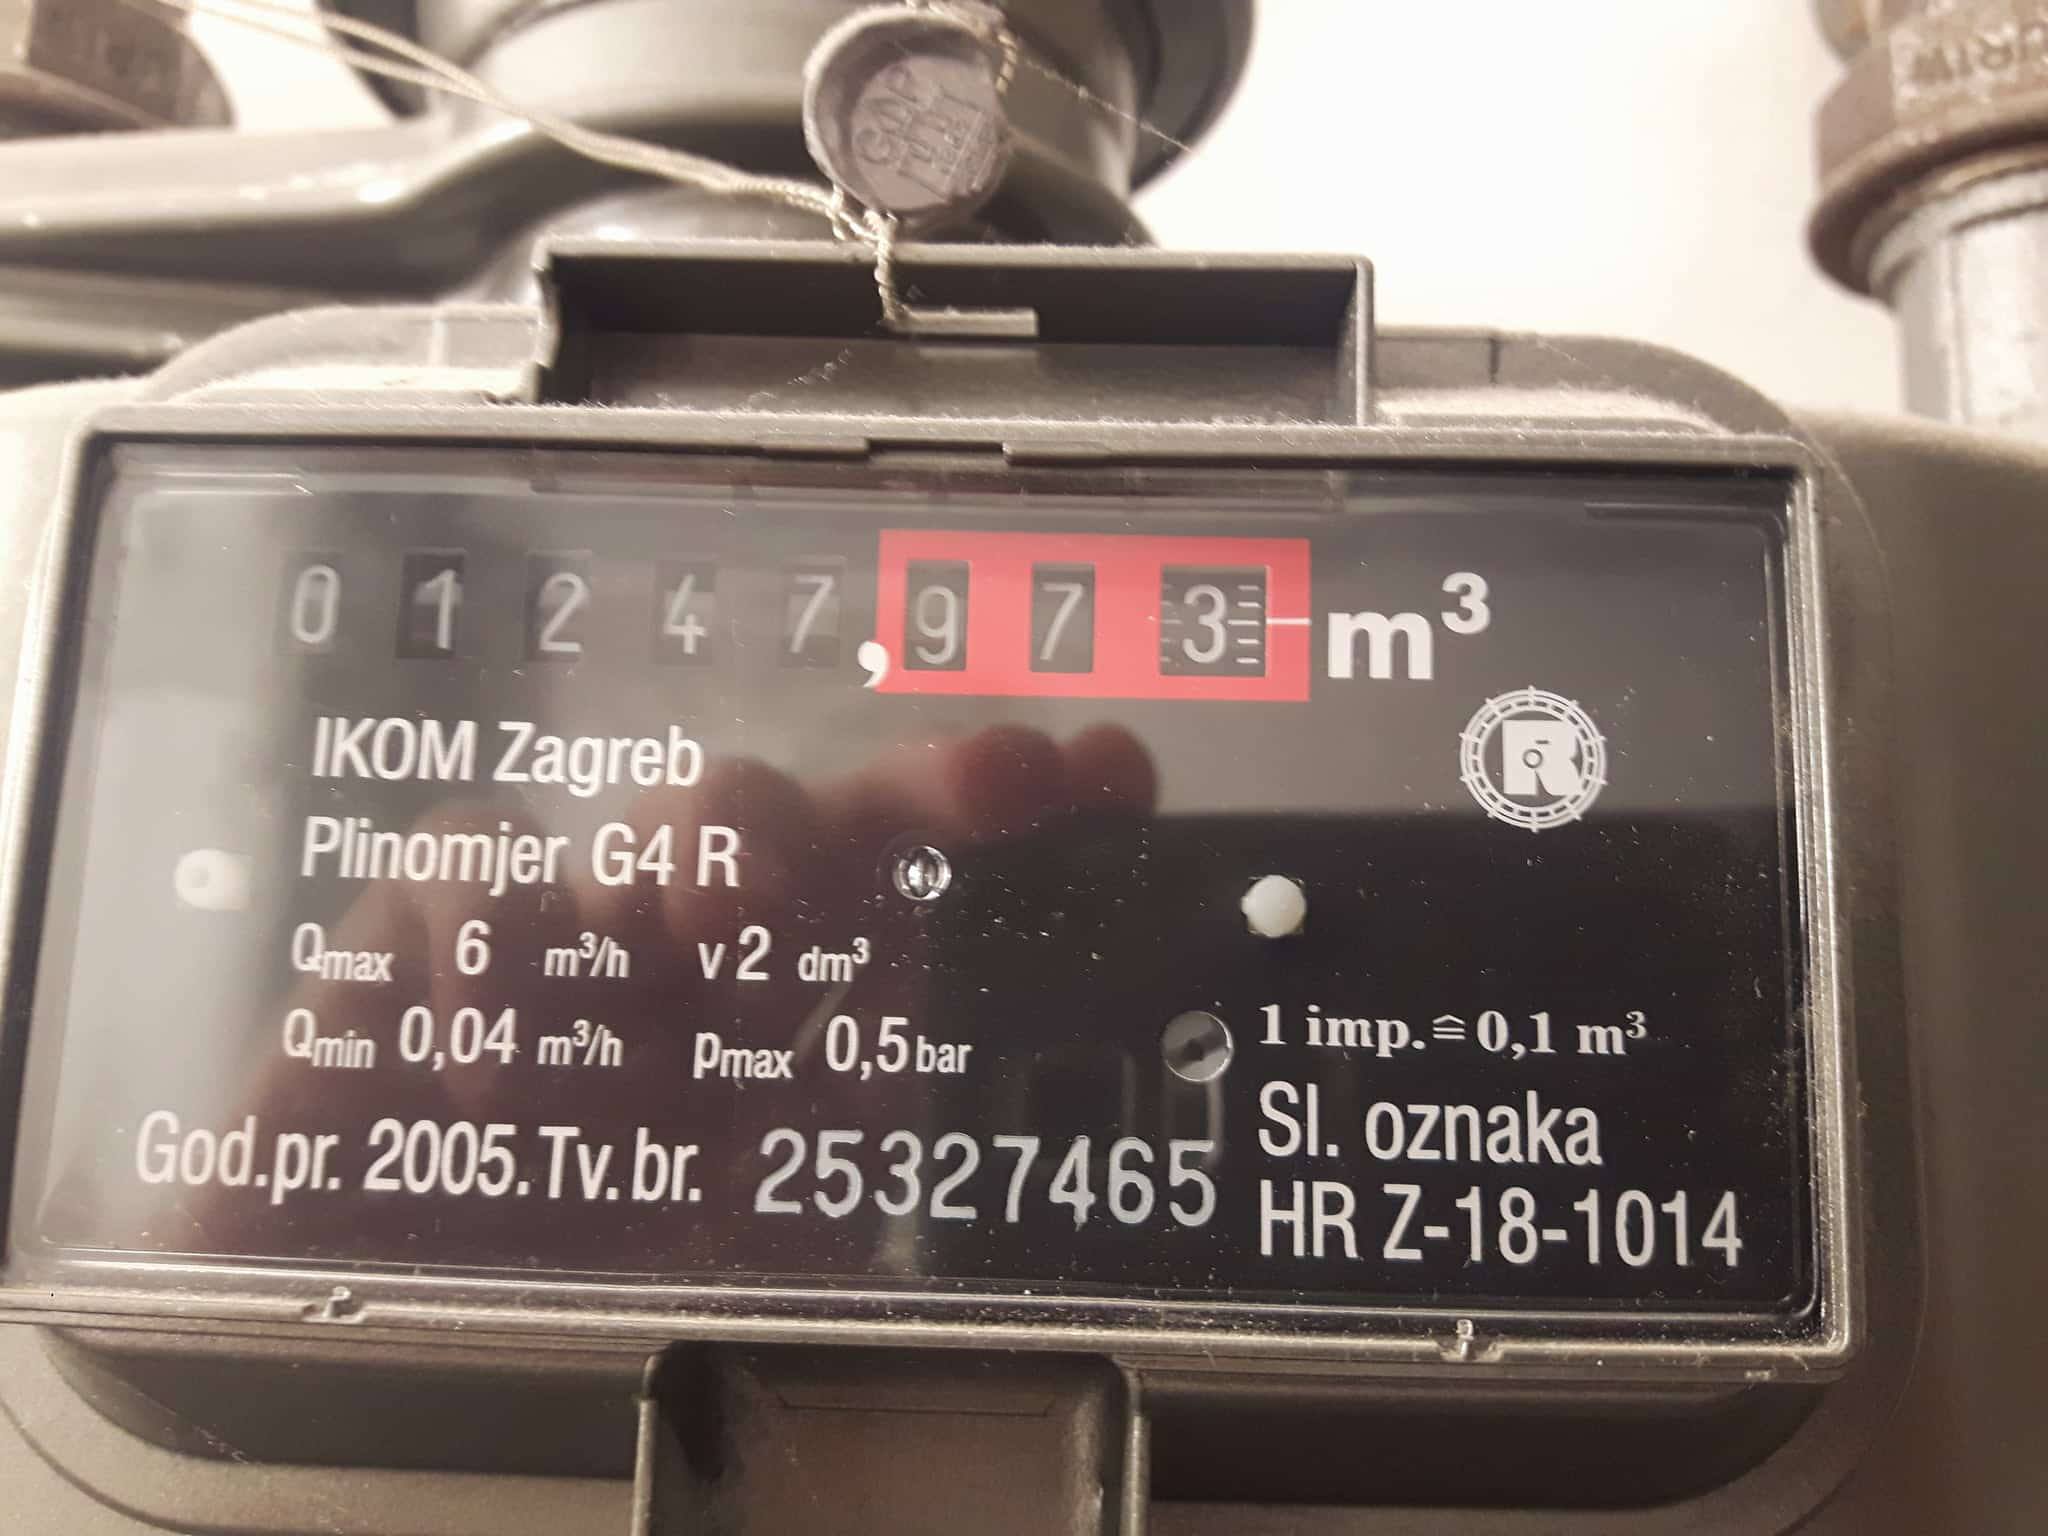 01247,973 m³
IKOM Zagreb
R
Plinomjer G4 R
Qmax 6 m³/h v 2 dm³
Qmin 0,04 m³/h pmax 0,5 bar
1 imp.≙0,1 m³
Sl. oznaka
HR Z-18-1014
God.pr. 2005. Tv. br. 25327465